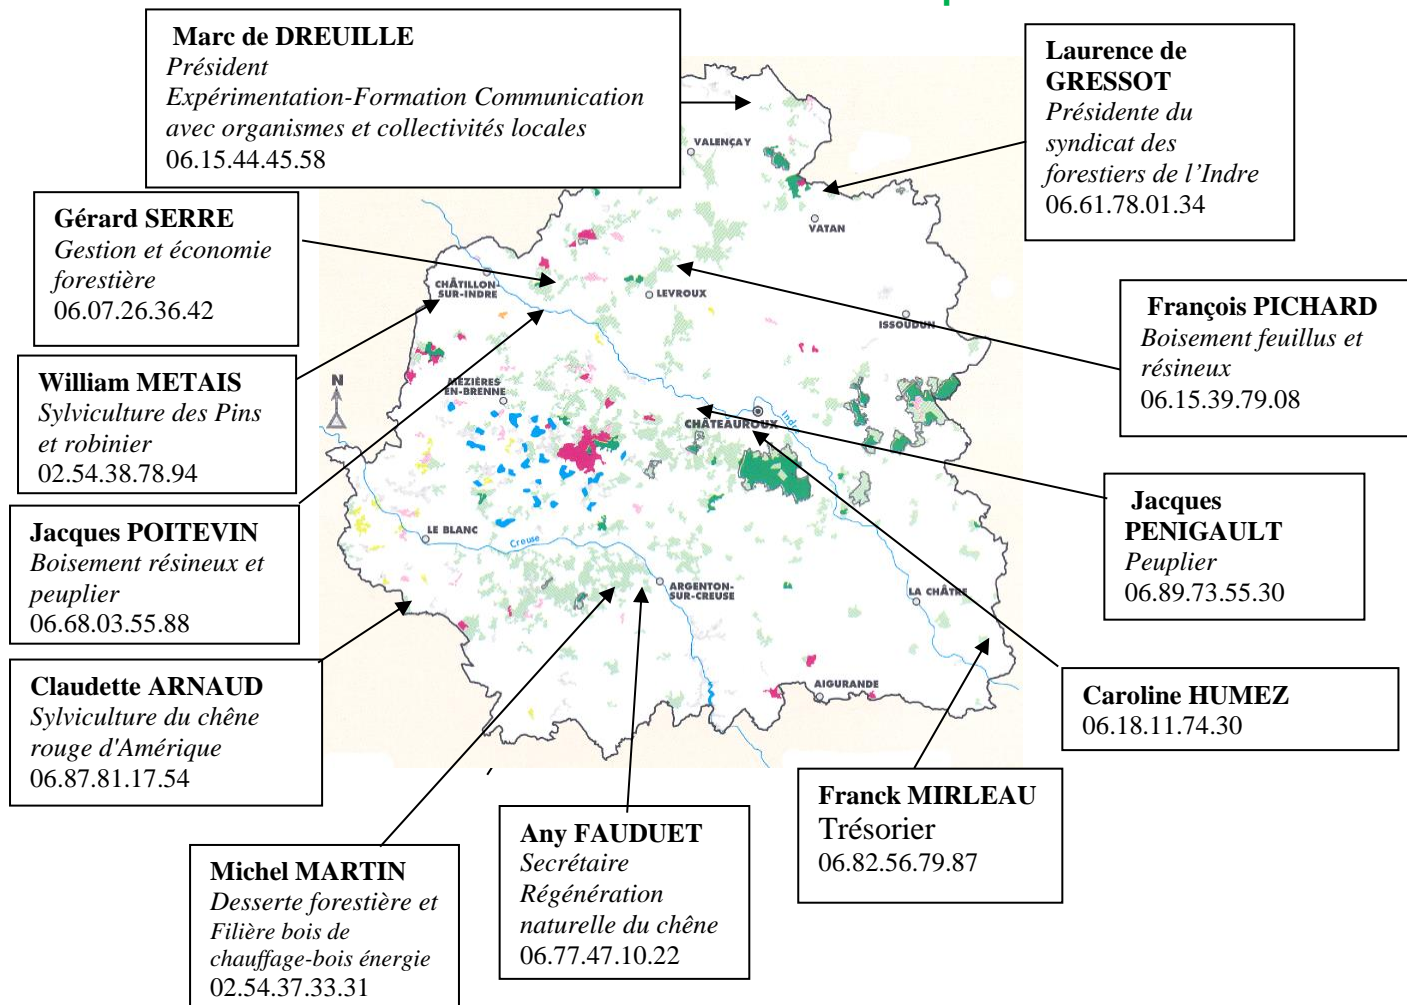 Marc de DREUILLE
Président
Expérimentation-Formation Communication
avec organismes et collectivités locales
06.15.44.45.58
Laurence de
GRESSOT
Présidente du
syndicat des
forestiers de l'Indre
06.61.78.01.34
Gérard SERRE
Gestion et économie
forestière
06.07.26.36.42
François PICHARD
Boisement feuillus et
résineux
06.15.39.79.08
William METAIS
Sylviculture des Pins
et robinier
02.54.38.78.94
Jacques
PENIGAULT
Peuplier
06.89.73.55.30
Jacques POITEVIN
Boisement résineux et
peuplier
06.68.03.55.88
Claudette ARNAUD
Sylviculture du chêne
rouge d'Amérique
06.87.81.17.54
Caroline HUMEZ
06.18.11.74.30
Franck MIRLEAU
Trésorier
06.82.56.79.87
Any FAUDUET
Secrétaire
Régénération
naturelle du chêne
06.77.47.10.22
Michel MARTIN
Desserte forestière et
Filière bois de
chauffage-bois énergie
02.54.37.33.31
VALENÇAY
VATAN
CHÂTILLON-
SUR-INDRE
LEVROUX
ISSOUDUN
N
MÉZIÈRES
EN-BRENNE
CHÂTEAUROUX
Indre
LE BLANC
Creuse
ARGENTON-
SUR-CREUSE
LA CHÂTRE
AIGURANDE